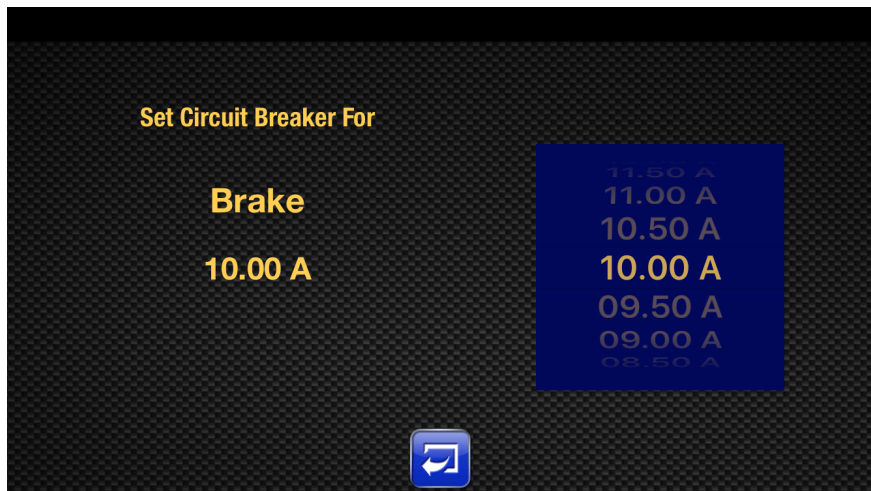 Set Circuit Breaker For
Brake
10.00 A
11.50 A
11.00 A
10.50 A
10.00 A
09.50 A
09.00 A
08.50 A